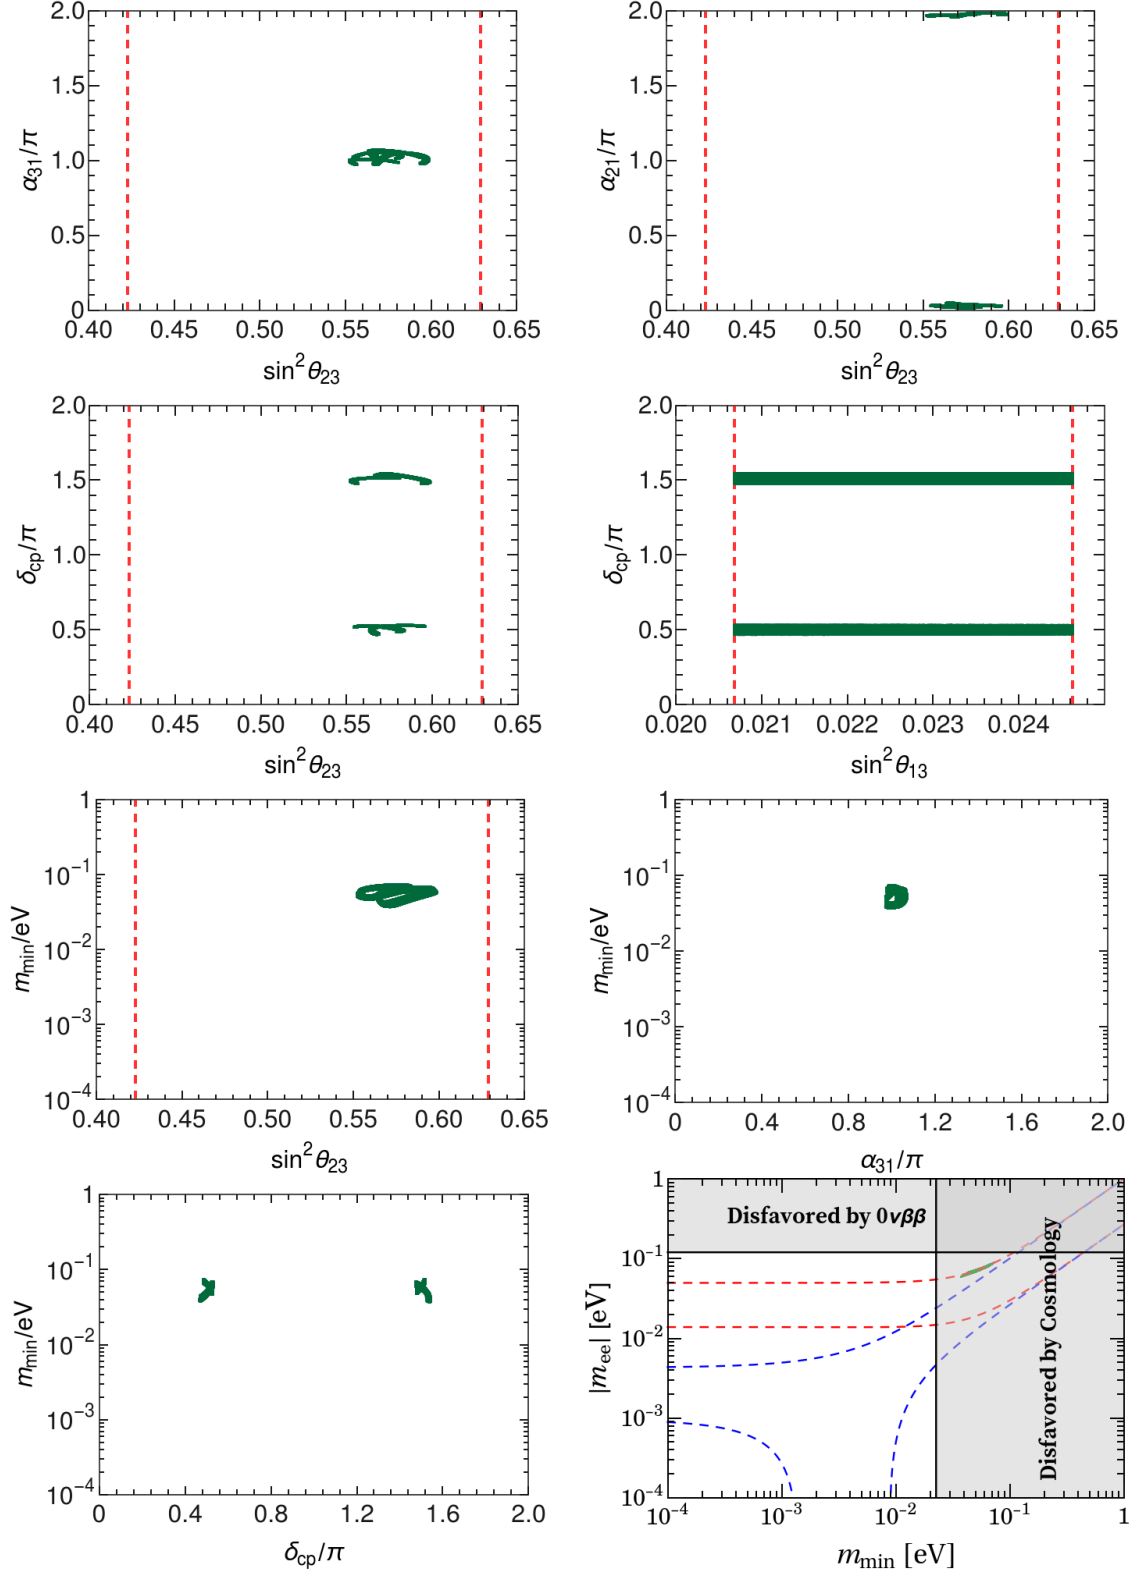 2.0 1.5 1.0 0.5 0
α31/π
0.40 0.45 0.50 0.55 0.60 0.65
sin²θ23
2.0 1.5 1.0 0.5 0
α21/π
0.40 0.45 0.50 0.55 0.60 0.65
sin²θ23
2.0 1.5 1.0 0.5 0
δcp/π
0.40 0.45 0.50 0.55 0.60 0.65
sin²θ23
2.0 1.5 1.0 0.5 0
δcp/π
0.020 0.021 0.022 0.023 0.024
sin²θ13
1 10⁻¹ 10⁻² 10⁻³ 10⁻⁴
mmin/eV
0.40 0.45 0.50 0.55 0.60 0.65
sin²θ23
1 10⁻¹ 10⁻² 10⁻³ 10⁻⁴
mmin/eV
0 0.4 0.8 1.2 1.6 2.0
α31/π
1 10⁻¹ 10⁻² 10⁻³ 10⁻⁴
mmin/eV
0 0.4 0.8 1.2 1.6 2.0
δcp/π
1 10⁻¹ 10⁻² 10⁻³ 10⁻⁴
|mee| [eV]
Disfavored by 0νββ
Disfavored by Cosmology
10⁻⁴ 10⁻³ 10⁻² 10⁻¹ 1
mmin [eV]